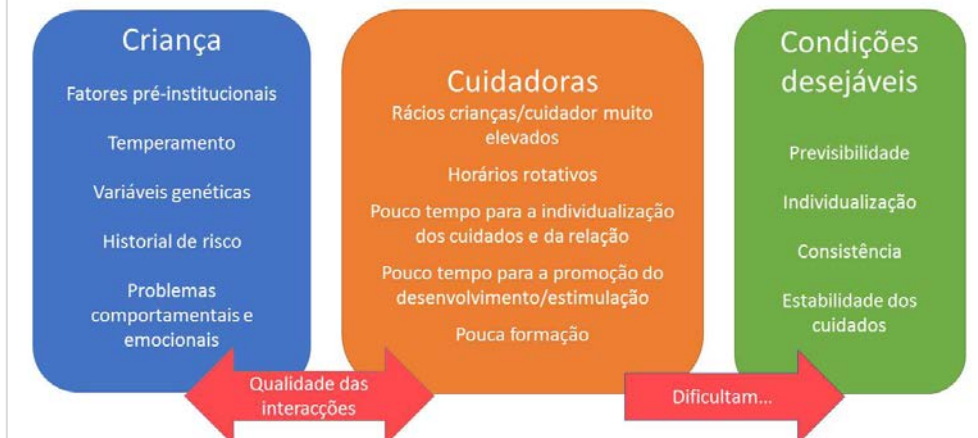 Criança
Fatores pré-institucionais
Temperamento
Variáveis genéticas
Historial de risco
Problemas
comportamentais e
emocionais
Qualidade das
interacções
Cuidadoras
Rácios crianças/cuidador muito
elevados
Horários rotativos
Pouco tempo para a individualização
dos cuidados e da relação
Pouco tempo para a promoção do
desenvolvimento/estimulação
Pouca formação
Dificultam...
Condições
desejáveis
Previsibilidade
Individualização
Consistência
Estabilidade dos
cuidados